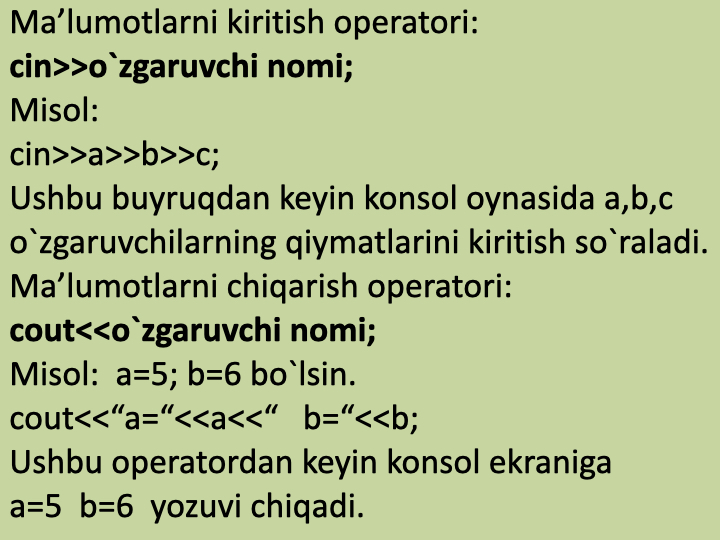 Ma’lumotlarni kiritish operatori:
cin>>o`zgaruvchi nomi;
Misol:
cin>>a>>b>>c;
Ushbu buyruqdan keyin konsol oynasida a,b,c
o`zgaruvchilarning qiymatlarini kiritish so`raladi.
Ma’lumotlarni chiqarish operatori:
cout<<o`zgaruvchi nomi;
Misol:  a=5; b=6 bo`lsin.
cout<<“a=“<<a<<“   b=“<<b;
Ushbu operatordan keyin konsol ekraniga
a=5  b=6  yozuvi chiqadi.